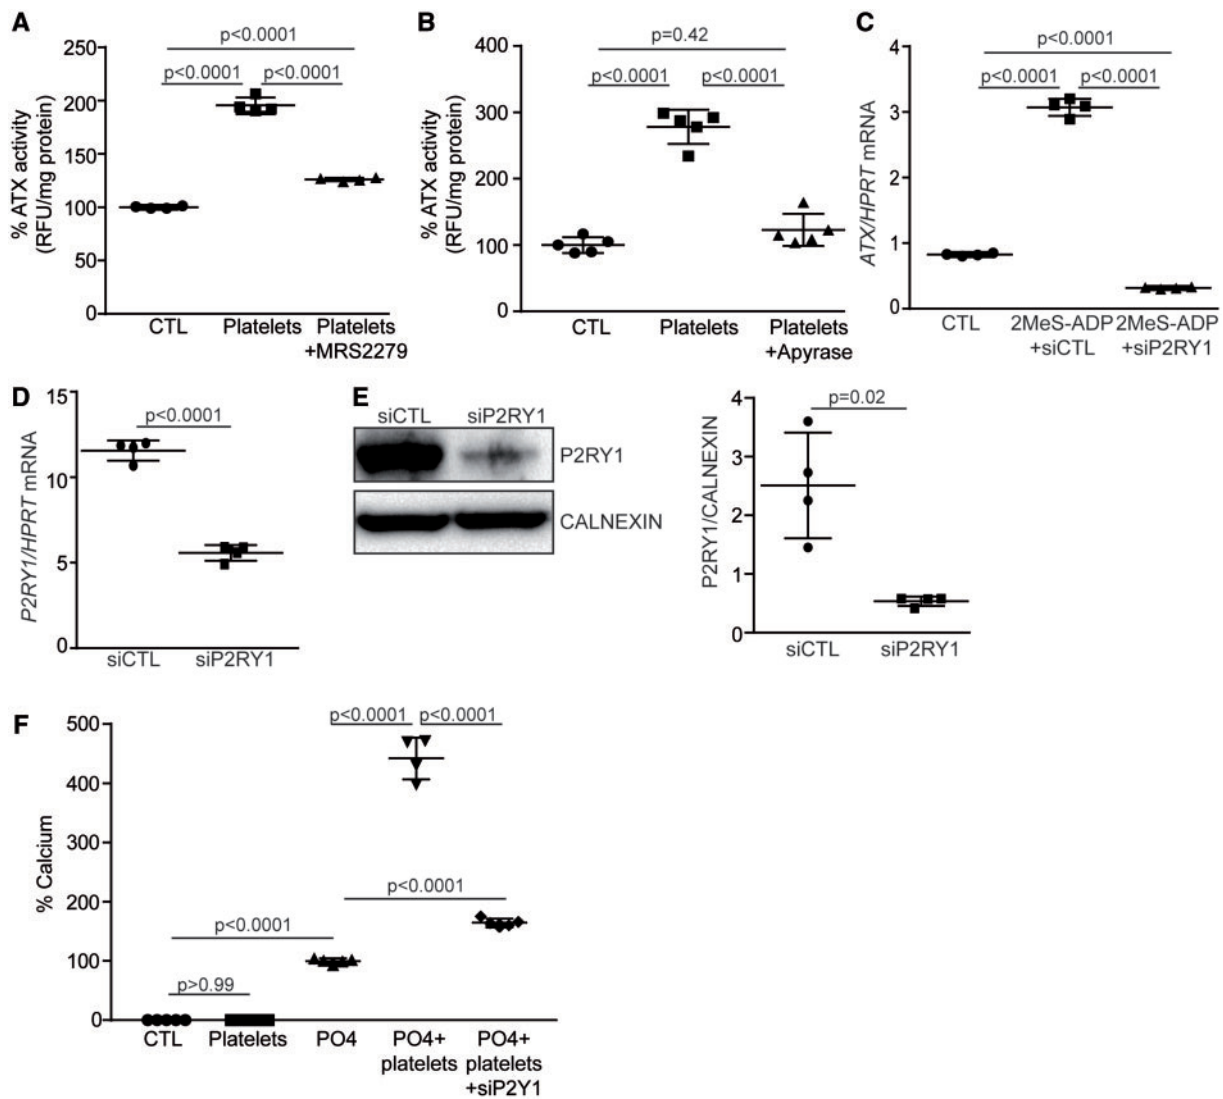 A
% ATX activity
(RFU/mg protein)
250
200
150
100
50
0
p<0.0001
p<0.0001 p<0.0001
CTL Platelets Platelets
+MRS2279
B
% ATX activity
(RFU/mg protein)
400
300
200
100
0
p=0.42
p<0.0001 p<0.0001
CTL Platelets Platelets
+Apyrase
C
ATX/HPRT mRNA
4
3
2
1
0
p<0.0001
p<0.0001 p<0.0001
CTL 2MeS-ADP 2MeS-ADP
+siCTL +siP2RY1
D
P2RY1/HPRT mRNA
15
10
5
0
p<0.0001
siCTL siP2RY1
E
siCTL siP2RY1
P2RY1
CALNEXIN
P2RY1/CALNEXIN
4
3
2
1
0
p=0.02
siCTL siP2RY1
F
% Calcium
500
400
300
200
100
0
p<0.0001 p<0.0001
p<0.0001
p<0.0001
p>0.99
CTL Platelets PO4 PO4+ PO4+
platelets platelets
+siP2Y1